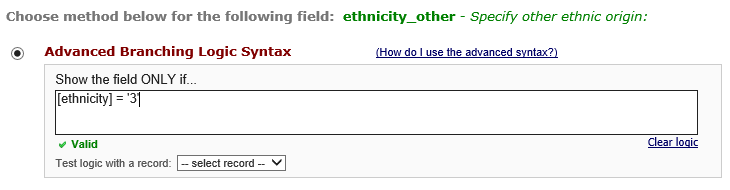 Choose method below for the following field: ethnicity_other - Specify other ethnic origin:
Advanced Branching Logic Syntax (How do I use the advanced syntax?)
Show the field ONLY if...
[ethnicity] = '3'
Valid Clear logic
Test logic with a record: -- select record --